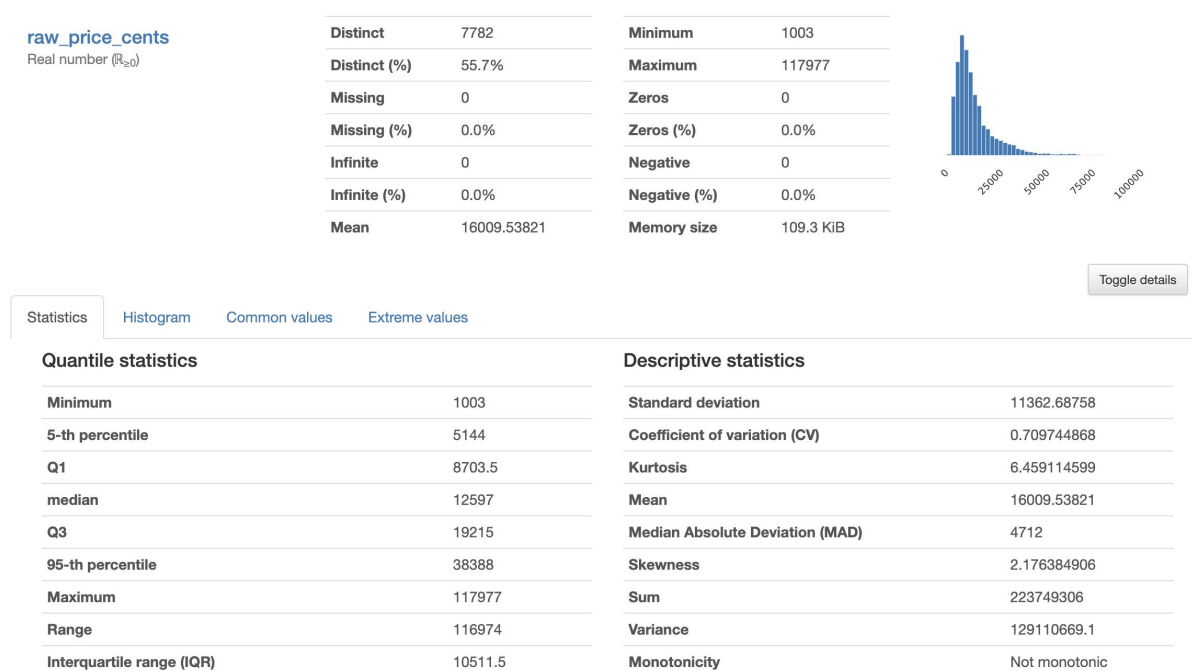 raw_price_cents
Real number (ℝ≥0)
Distinct 7782
Distinct (%) 55.7%
Missing 0
Missing (%) 0.0%
Infinite 0
Infinite (%) 0.0%
Mean 16009.53821
Minimum 1003
Maximum 117977
Zeros 0
Zeros (%) 0.0%
Negative 0
Negative (%) 0.0%
Memory size 109.3 KiB
0 25000 50000 75000 100000
Toggle details
Statistics Histogram Common values Extreme values
Quantile statistics
Minimum 1003
5-th percentile 5144
Q1 8703.5
median 12597
Q3 19215
95-th percentile 38388
Maximum 117977
Range 116974
Interquartile range (IQR) 10511.5
Descriptive statistics
Standard deviation 11362.68758
Coefficient of variation (CV) 0.709744868
Kurtosis 6.459114599
Mean 16009.53821
Median Absolute Deviation (MAD) 4712
Skewness 2.176384906
Sum 223749306
Variance 129110669.1
Monotonicity Not monotonic